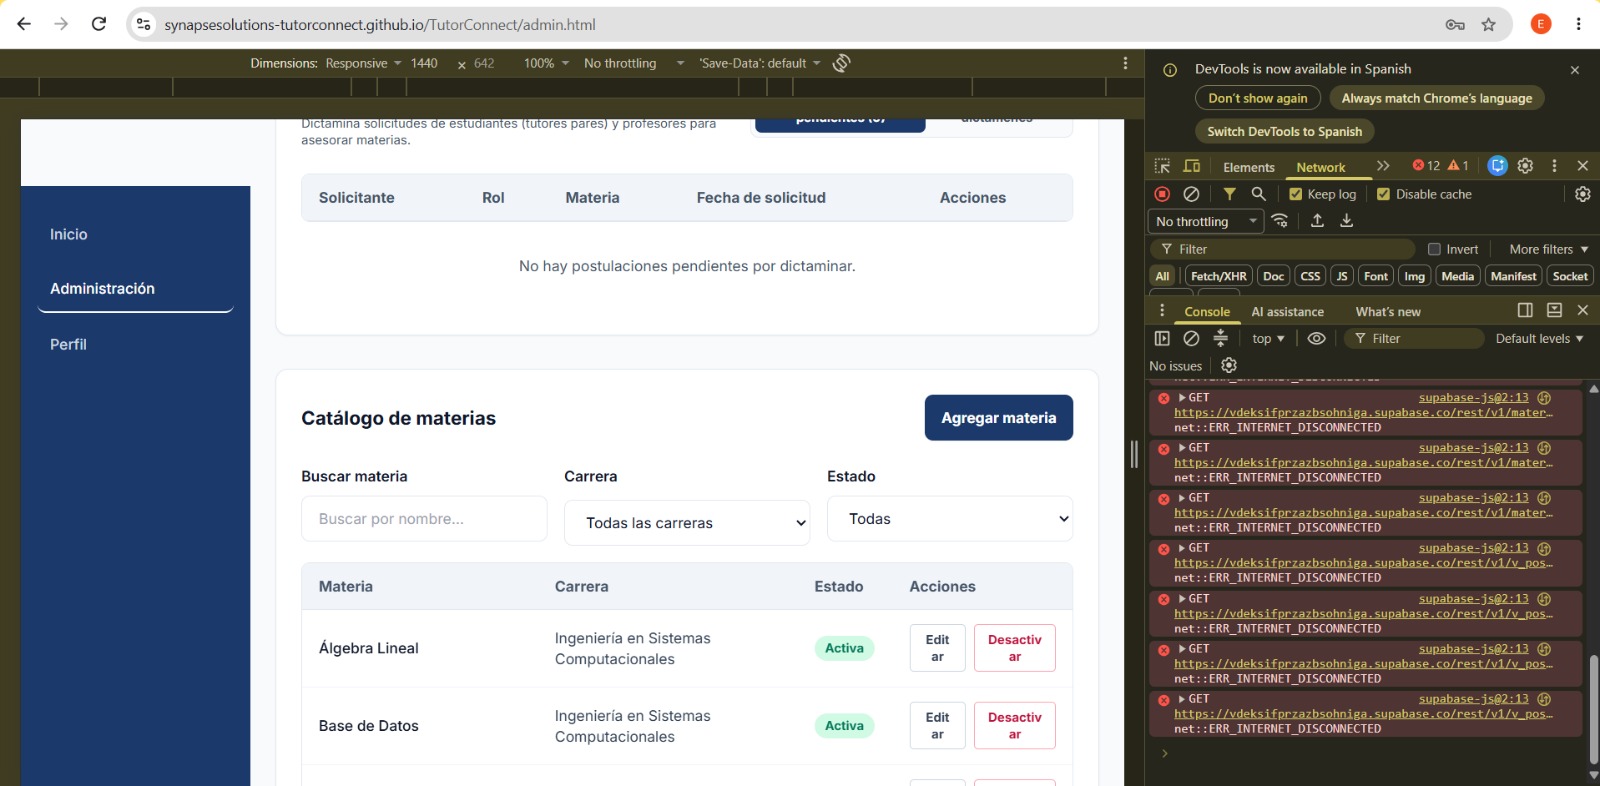 synapsesolutions-tutorconnect.github.io/TutorConnect/admin.html
E
Dimensions: Responsive 1440 x 642 100% No throttling 'Save-Data': default
Dictamina solicitudes de estudiantes (tutores pares) y profesores para
asesorar materias.
pendientes (0)
dictámenes
Solicitante Rol Materia Fecha de solicitud Acciones
No hay postulaciones pendientes por dictaminar.
Inicio
Administración
Perfil
Catálogo de materias
Agregar materia
Buscar materia Carrera Estado
Buscar por nombre... Todas las carreras Todas
Materia Carrera Estado Acciones
Álgebra Lineal
Ingeniería en Sistemas
Computacionales
Activa
Edit
ar
Desactiv
ar
Base de Datos
Ingeniería en Sistemas
Computacionales
Activa
Edit
ar
Desactiv
ar
DevTools is now available in Spanish
Don't show again Always match Chrome's language
Switch DevTools to Spanish
Elements Network 12 1
Keep log Disable cache
No throttling
Filter Invert More filters
All Fetch/XHR Doc CSS JS Font Img Media Manifest Socket
Console AI assistance What's new
top Filter Default levels
No issues
GET supabase-js@2:13
https://vdeksifprzazbsohniga.supabase.co/rest/v1/mater…
net::ERR_INTERNET_DISCONNECTED
GET supabase-js@2:13
https://vdeksifprzazbsohniga.supabase.co/rest/v1/mater…
net::ERR_INTERNET_DISCONNECTED
GET supabase-js@2:13
https://vdeksifprzazbsohniga.supabase.co/rest/v1/mater…
net::ERR_INTERNET_DISCONNECTED
GET supabase-js@2:13
https://vdeksifprzazbsohniga.supabase.co/rest/v1/v_pos…
net::ERR_INTERNET_DISCONNECTED
GET supabase-js@2:13
https://vdeksifprzazbsohniga.supabase.co/rest/v1/v_pos…
net::ERR_INTERNET_DISCONNECTED
GET supabase-js@2:13
https://vdeksifprzazbsohniga.supabase.co/rest/v1/v_pos…
net::ERR_INTERNET_DISCONNECTED
GET supabase-js@2:13
https://vdeksifprzazbsohniga.supabase.co/rest/v1/v_pos…
net::ERR_INTERNET_DISCONNECTED